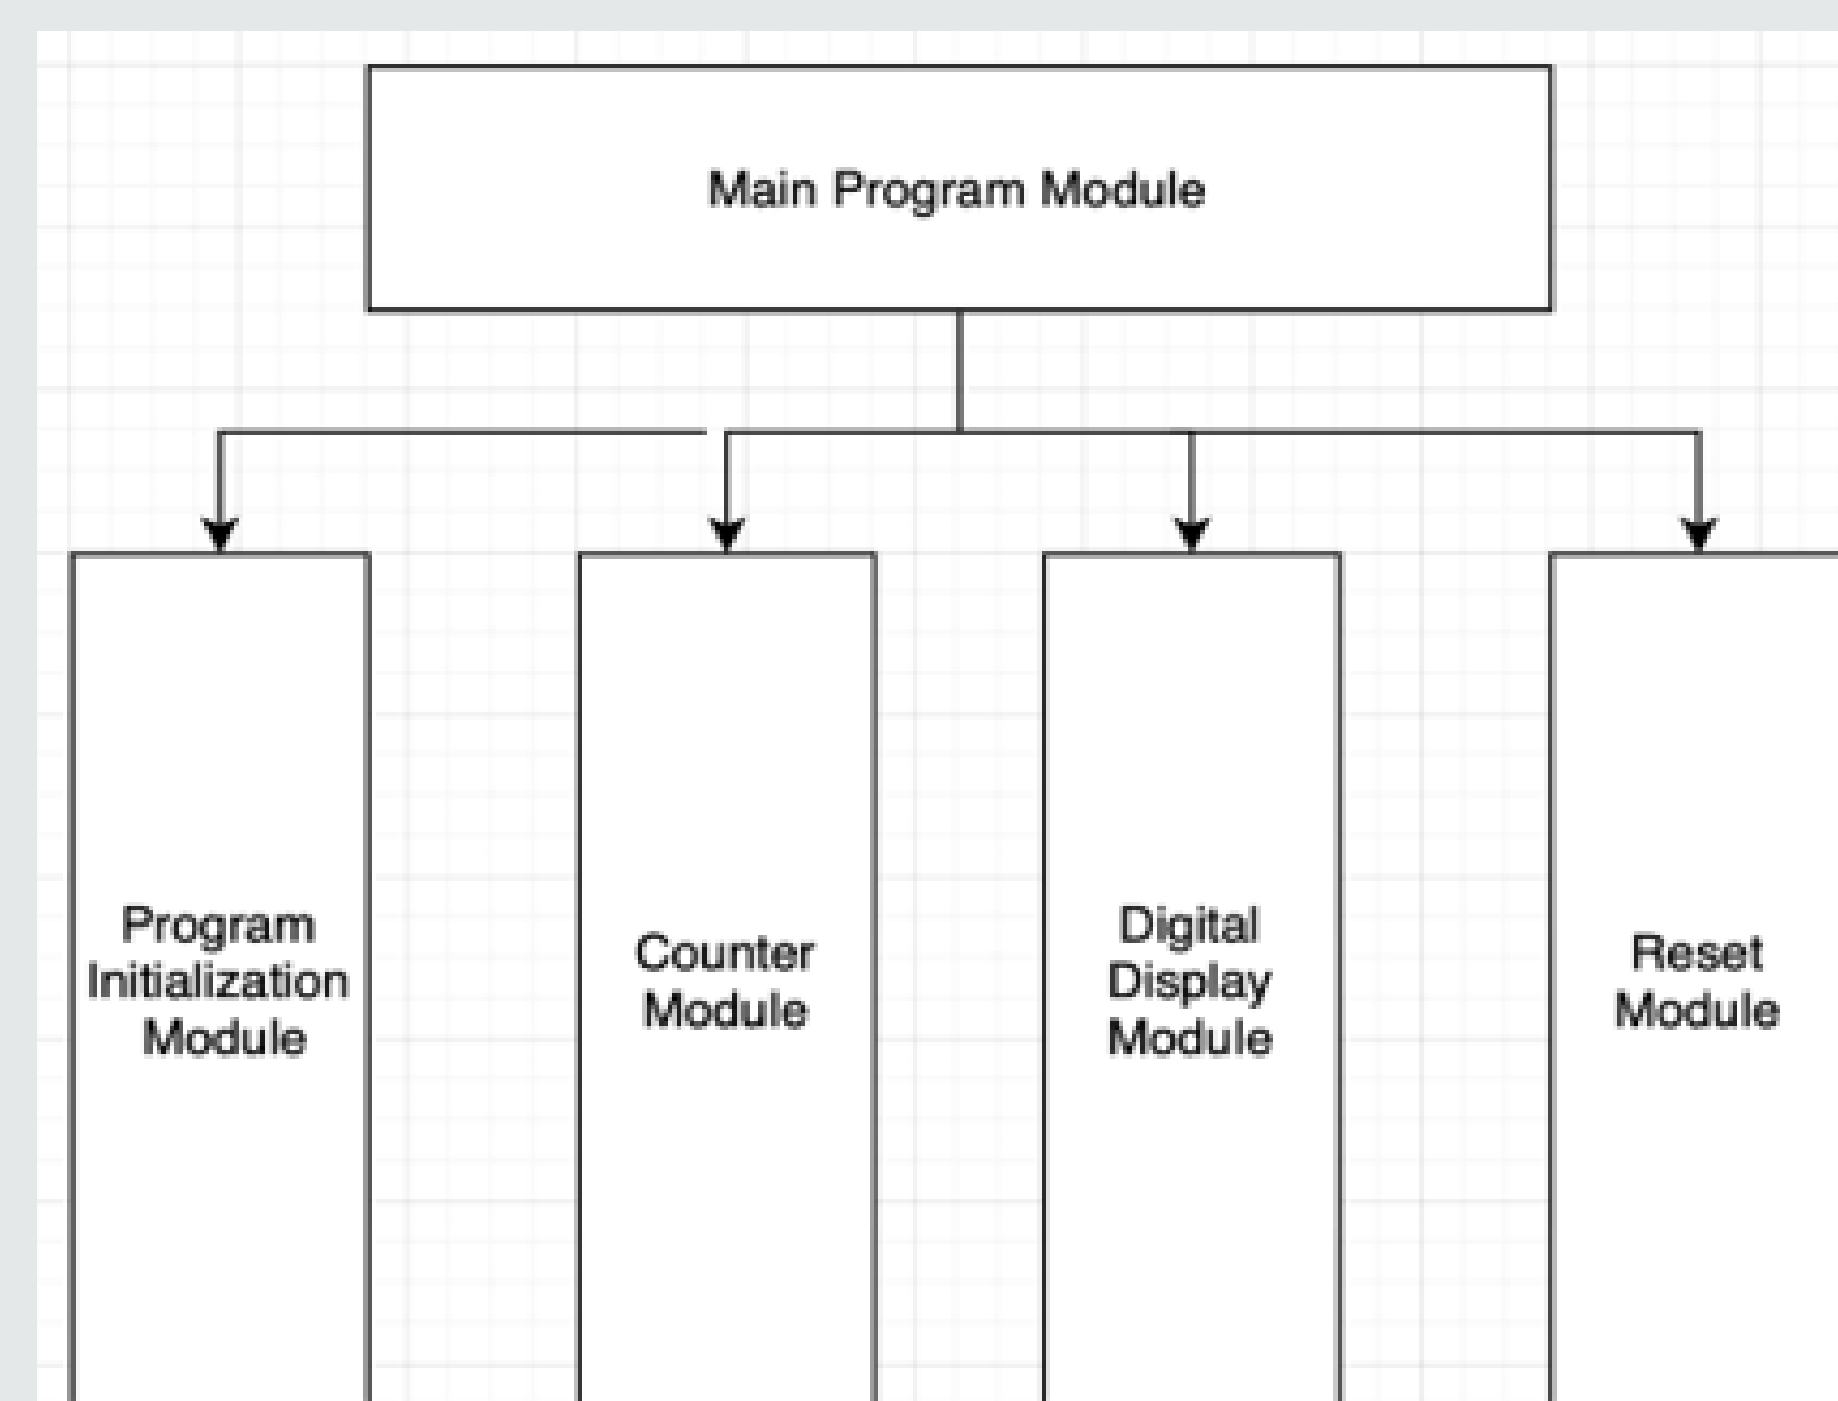 Main Program Module
Program
Initialization
Module
Counter
Module
Digital
Display
Module
Reset
Module